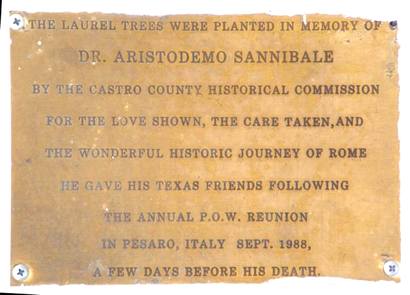 THE LAUREL TREES WERE PLANTED IN MEMORY OF
DR. ARISTODEMO SANNIBALE
BY THE CASTRO COUNTY HISTORICAL COMMISSION
FOR THE LOVE SHOWN, THE CARE TAKEN,AND
THE WONDERFUL HISTORIC JOURNEY OF ROME
HE GAVE HIS TEXAS FRIENDS FOLLOWING
THE ANNUAL P.O.W. REUNION
IN PESARO, ITALY SEPT. 1988,
A FEW DAYS BEFORE HIS DEATH.